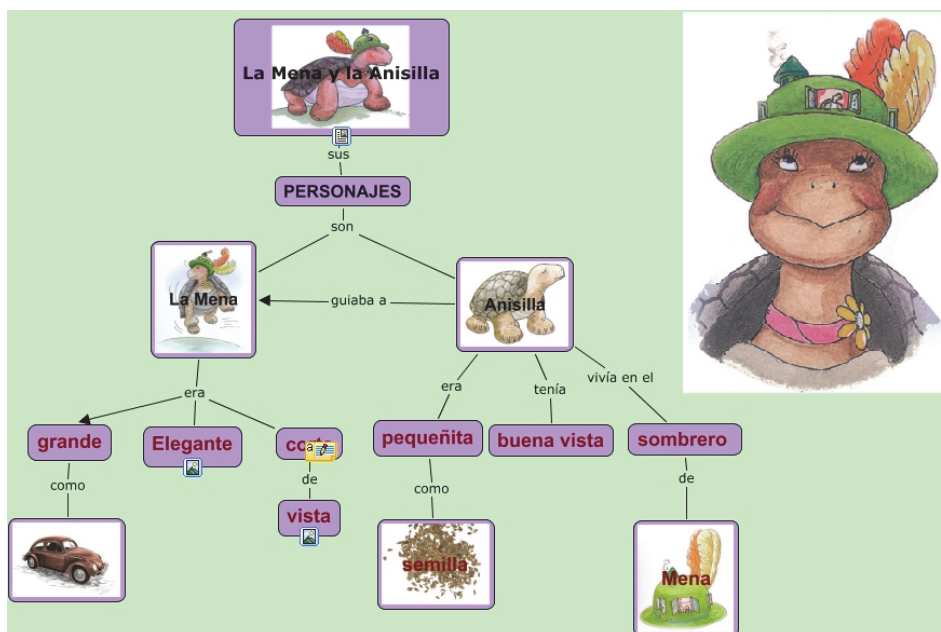 La Mena y la Anisilla
sus
PERSONAJES
son
La Mena
guiaba a
Anisilla
era
era
tenía
vivía en el
grande
Elegante
pequeñita
buena vista
sombrero
como
de
como
de
vista
semilla
Mena